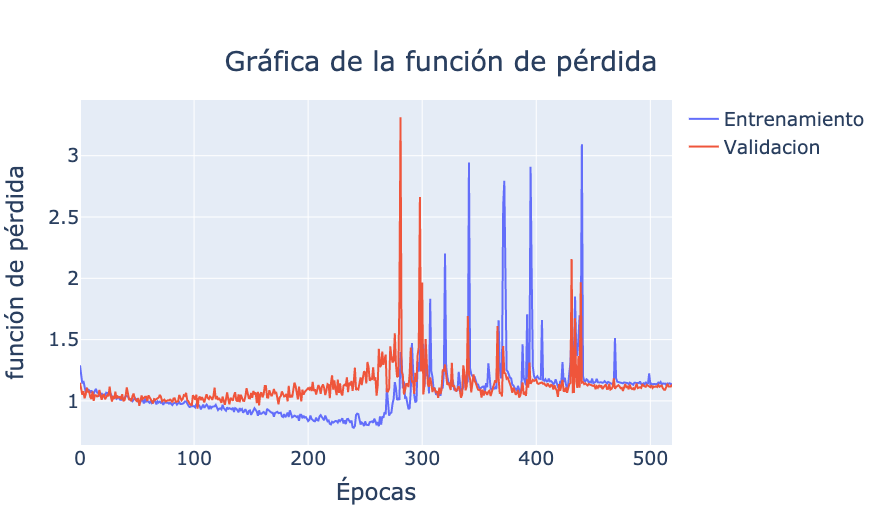 Gráfica de la función de pérdida
Entrenamiento
Validacion
función de pérdida
3
2.5
2
1.5
1
0
100
200
300
400
500
Épocas